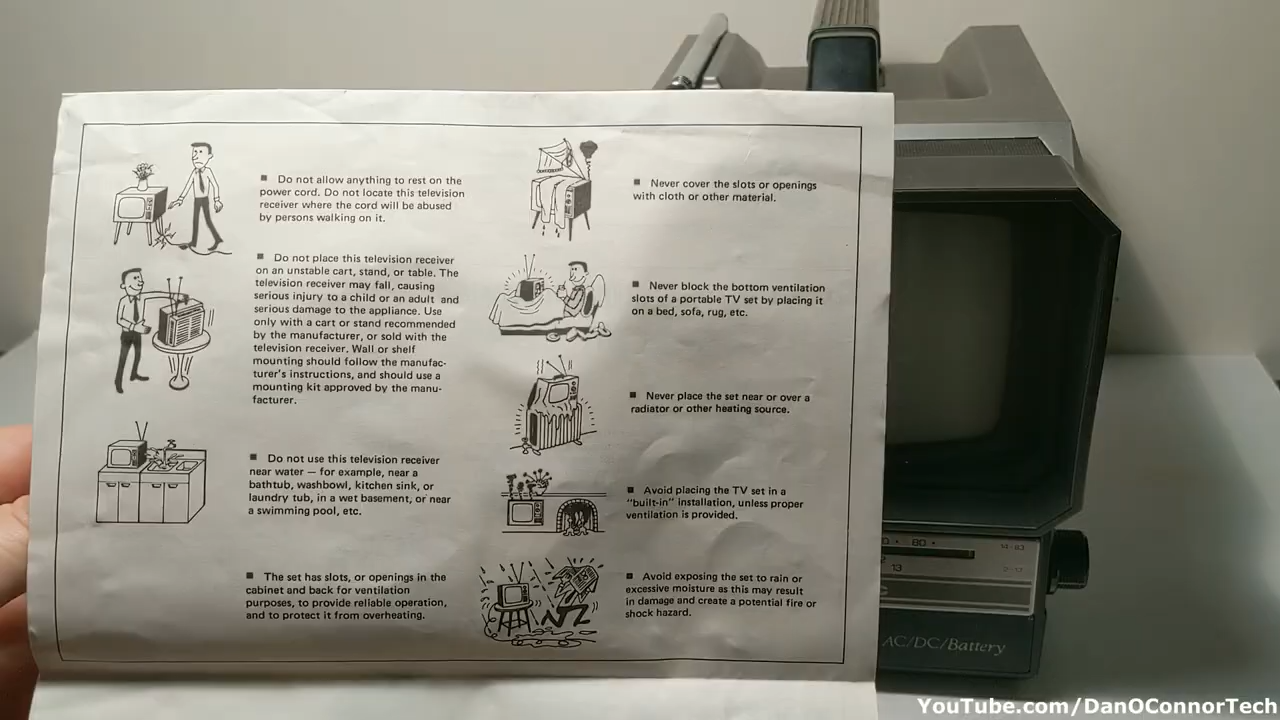 ■ Do not allow anything to rest on the
power cord. Do not locate this television
receiver where the cord will be abused
by persons walking on it.
■ Do not place this television receiver
on an unstable cart, stand, or table. The
television receiver may fall, causing
serious injury to a child or an adult and
serious damage to the appliance. Use
only with a cart or stand recommended
by the manufacturer, or sold with the
television receiver. Wall or shelf
mounting should follow the manufac-
turer's instructions, and should use a
mounting kit approved by the manu-
facturer.
■ Do not use this television receiver
near water — for example, near a
bathtub, washbowl, kitchen sink, or
laundry tub, in a wet basement, or near
a swimming pool, etc.
■ The set has slots, or openings in the
cabinet and back for ventilation
purposes, to provide reliable operation,
and to protect it from overheating.
■ Never cover the slots or openings
with cloth or other material.
■ Never block the bottom ventilation
slots of a portable TV set by placing it
on a bed, sofa, rug, etc.
■ Never place the set near or over a
radiator or other heating source.
■ Avoid placing the TV set in a
"built-in" installation, unless proper
ventilation is provided.
■ Avoid exposing the set to rain or
excessive moisture as this may result
in damage and create a potential fire or
shock hazard.
80 • 14-83
13
AC/DC/Battery
YouTube.com/DanOConnorTech